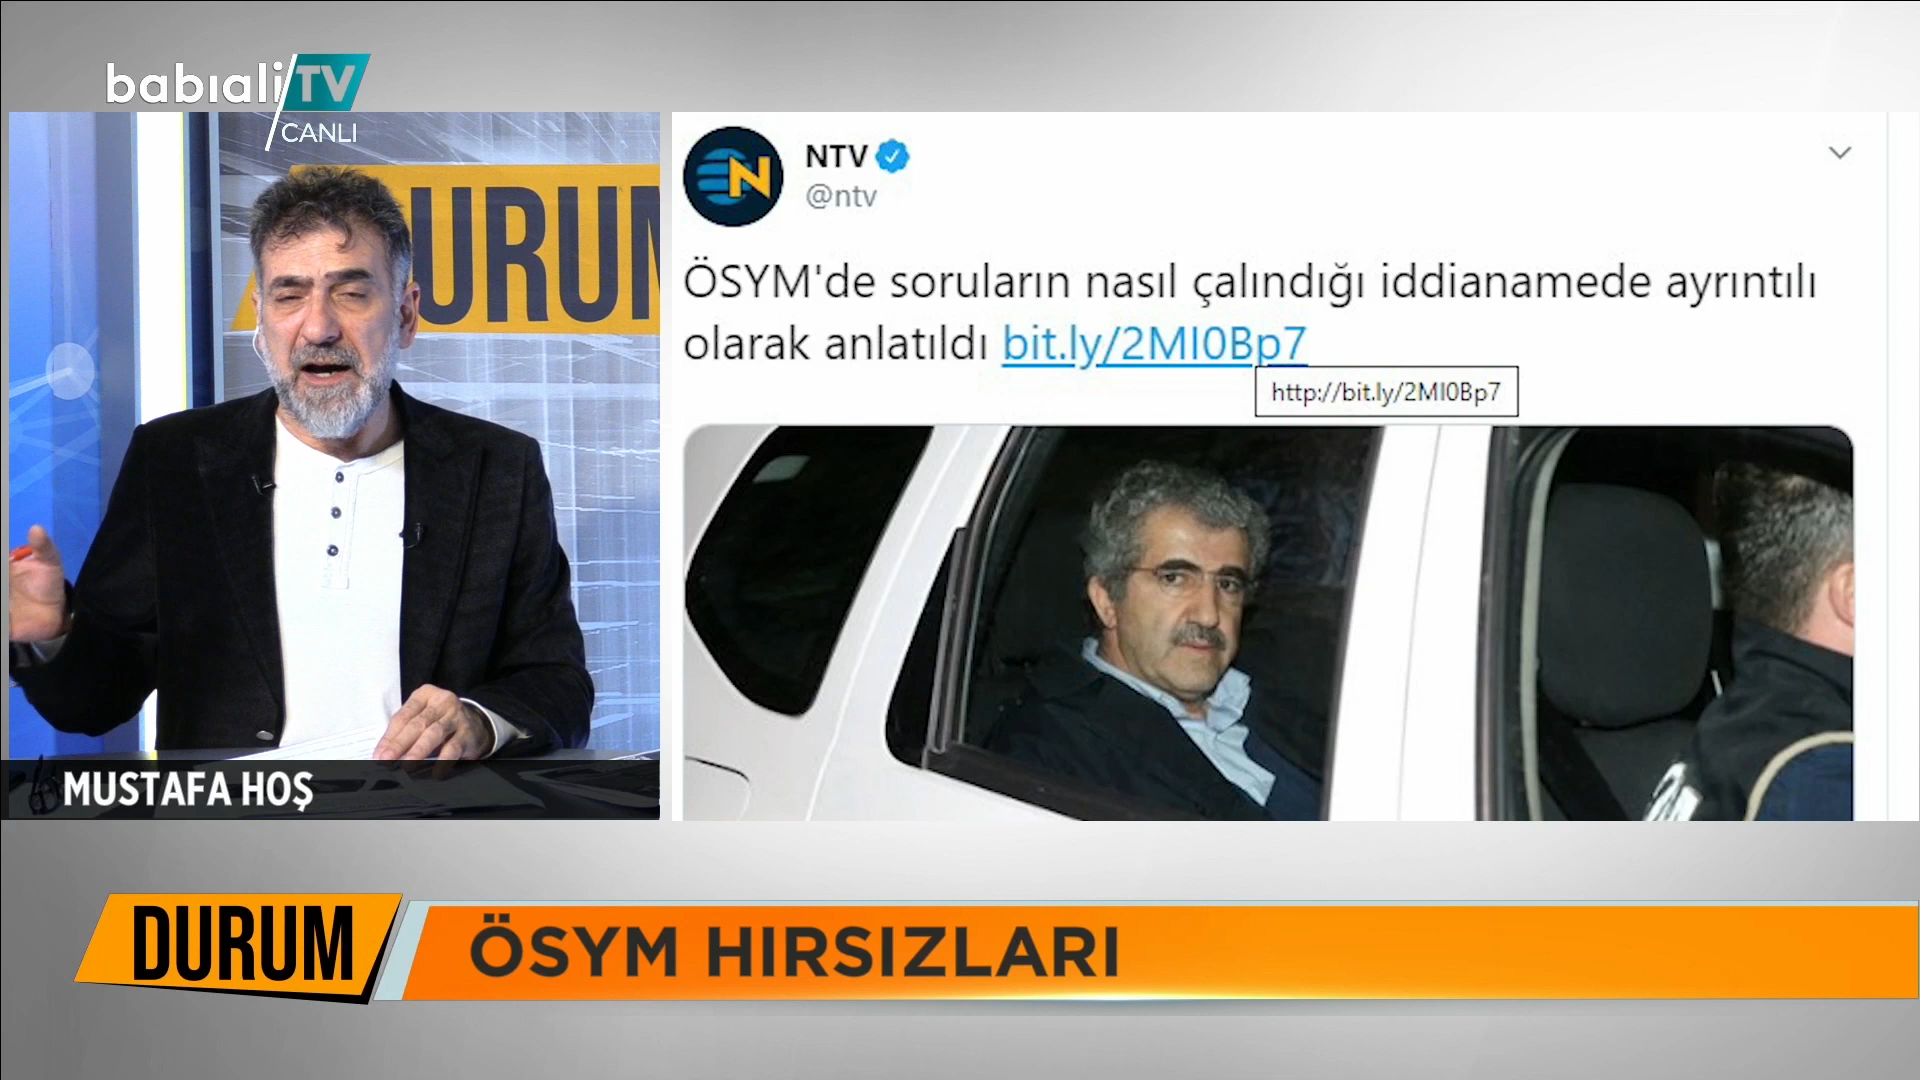 babıali TV
CANLI
DURUM
NTV
@ntv
ÖSYM'de soruların nasıl çalındığı iddianamede ayrıntılı
olarak anlatıldı bit.ly/2MI0Bp7
http://bit.ly/2MI0Bp7
MUSTAFA HOŞ
DURUM
ÖSYM HIRSIZLARI